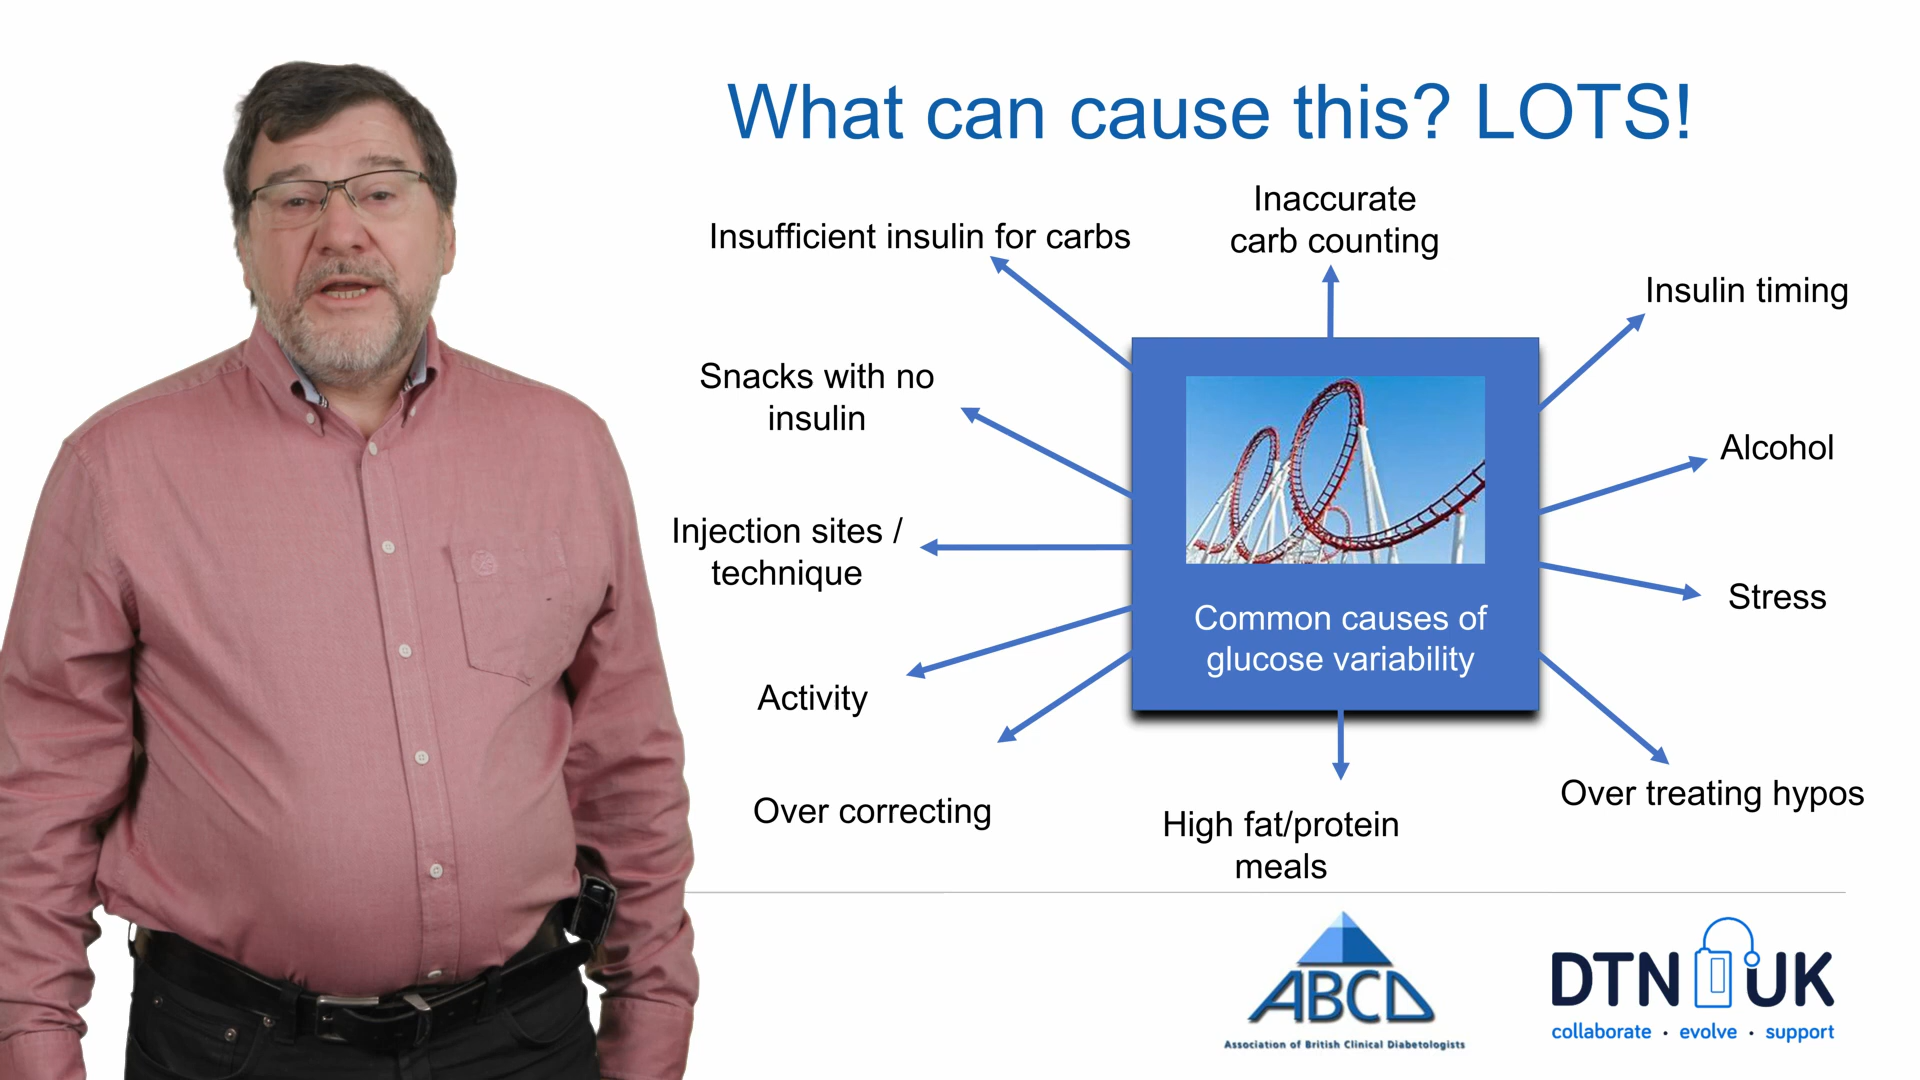 What can cause this? LOTS!
Inaccurate
carb counting
Insufficient insulin for carbs
Insulin timing
Snacks with no
insulin
Alcohol
Injection sites /
technique
Stress
Common causes of
glucose variability
Activity
Over treating hypos
Over correcting
High fat/protein
meals
ABCD
Association of British Clinical Diabetologists
DTN UK
collaborate · evolve · support